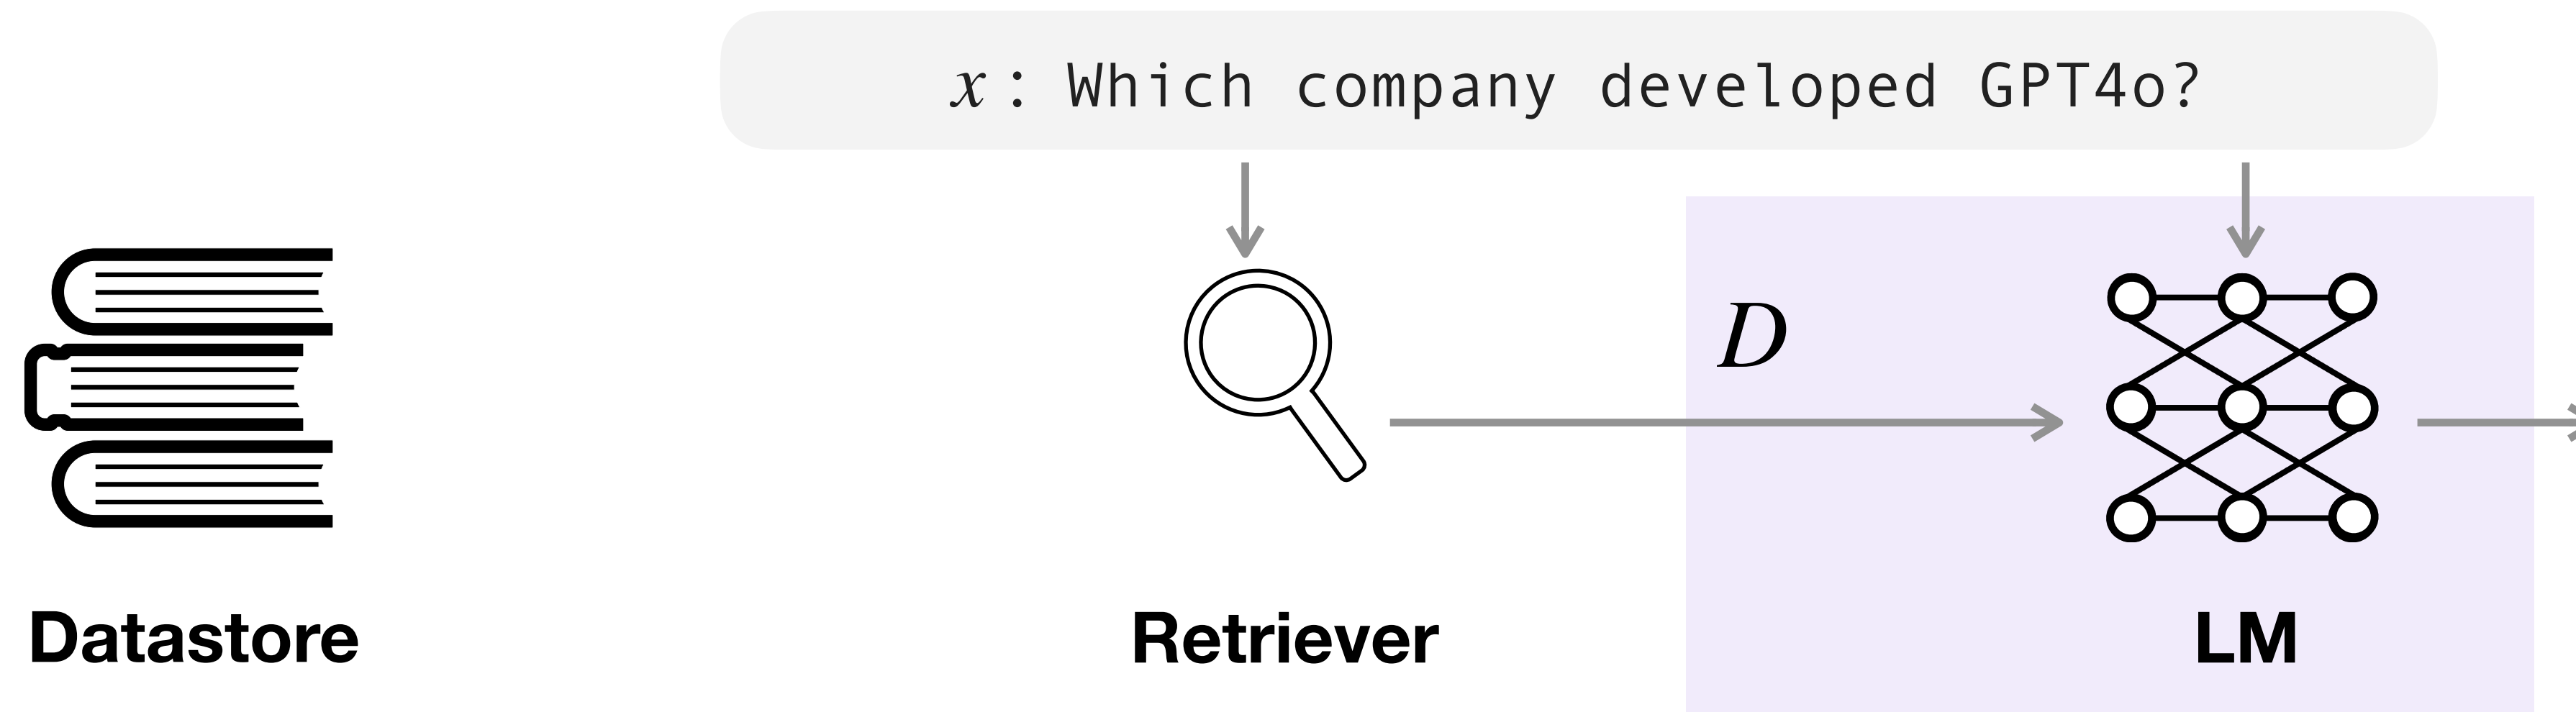 x: Which company developed GPT4o?
D
Datastore
Retriever
LM